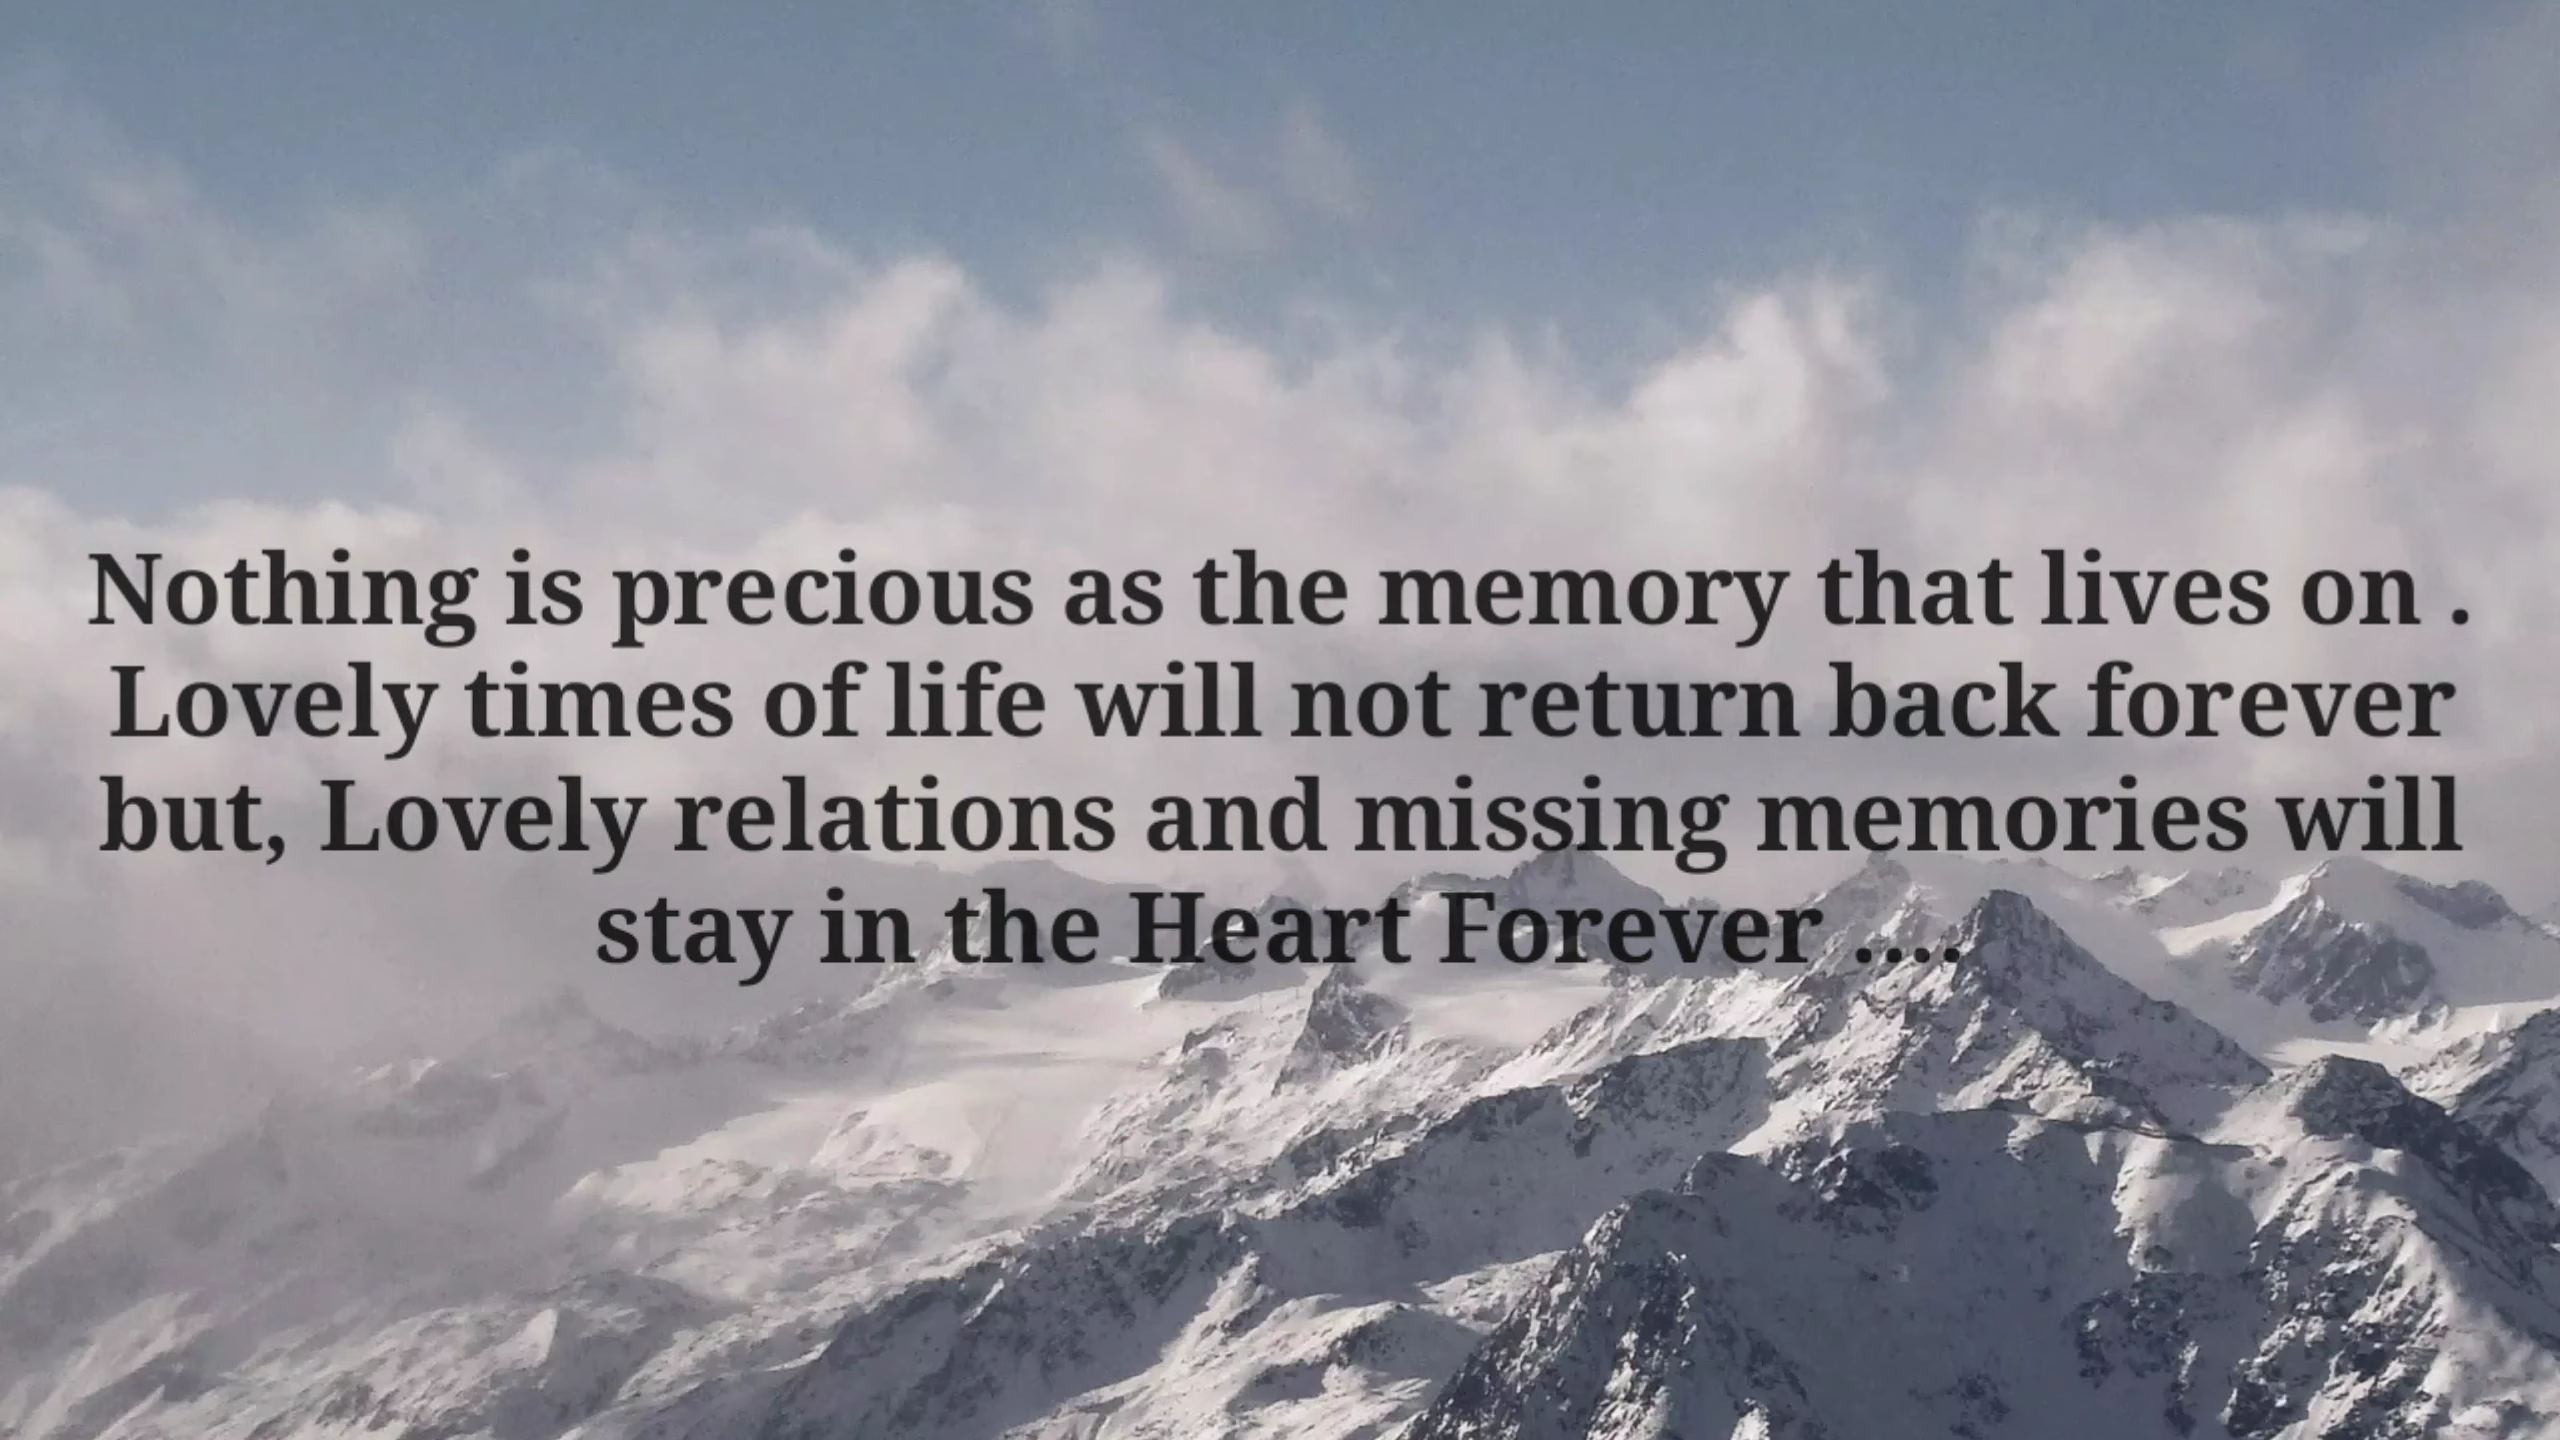 Nothing is precious as the memory that lives on .
Lovely times of life will not return back forever
but, Lovely relations and missing memories will
stay in the Heart Forever ....